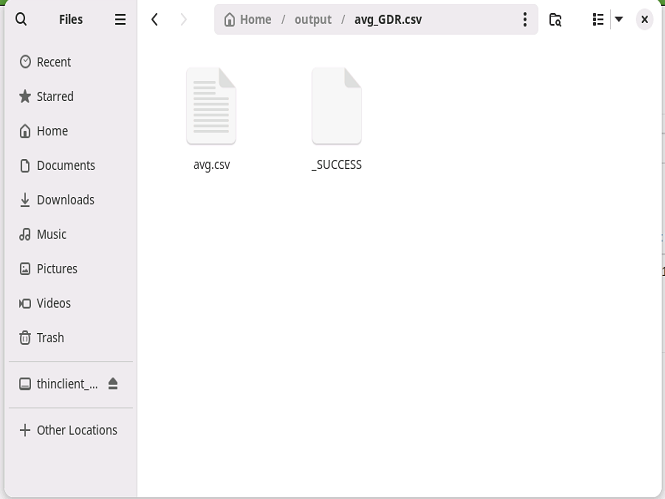 Files
Home / output / avg_GDR.csv
Recent
Starred
Home
Documents
Downloads
Music
Pictures
Videos
Trash
thinclient_...
Other Locations
avg.csv
_SUCCESS